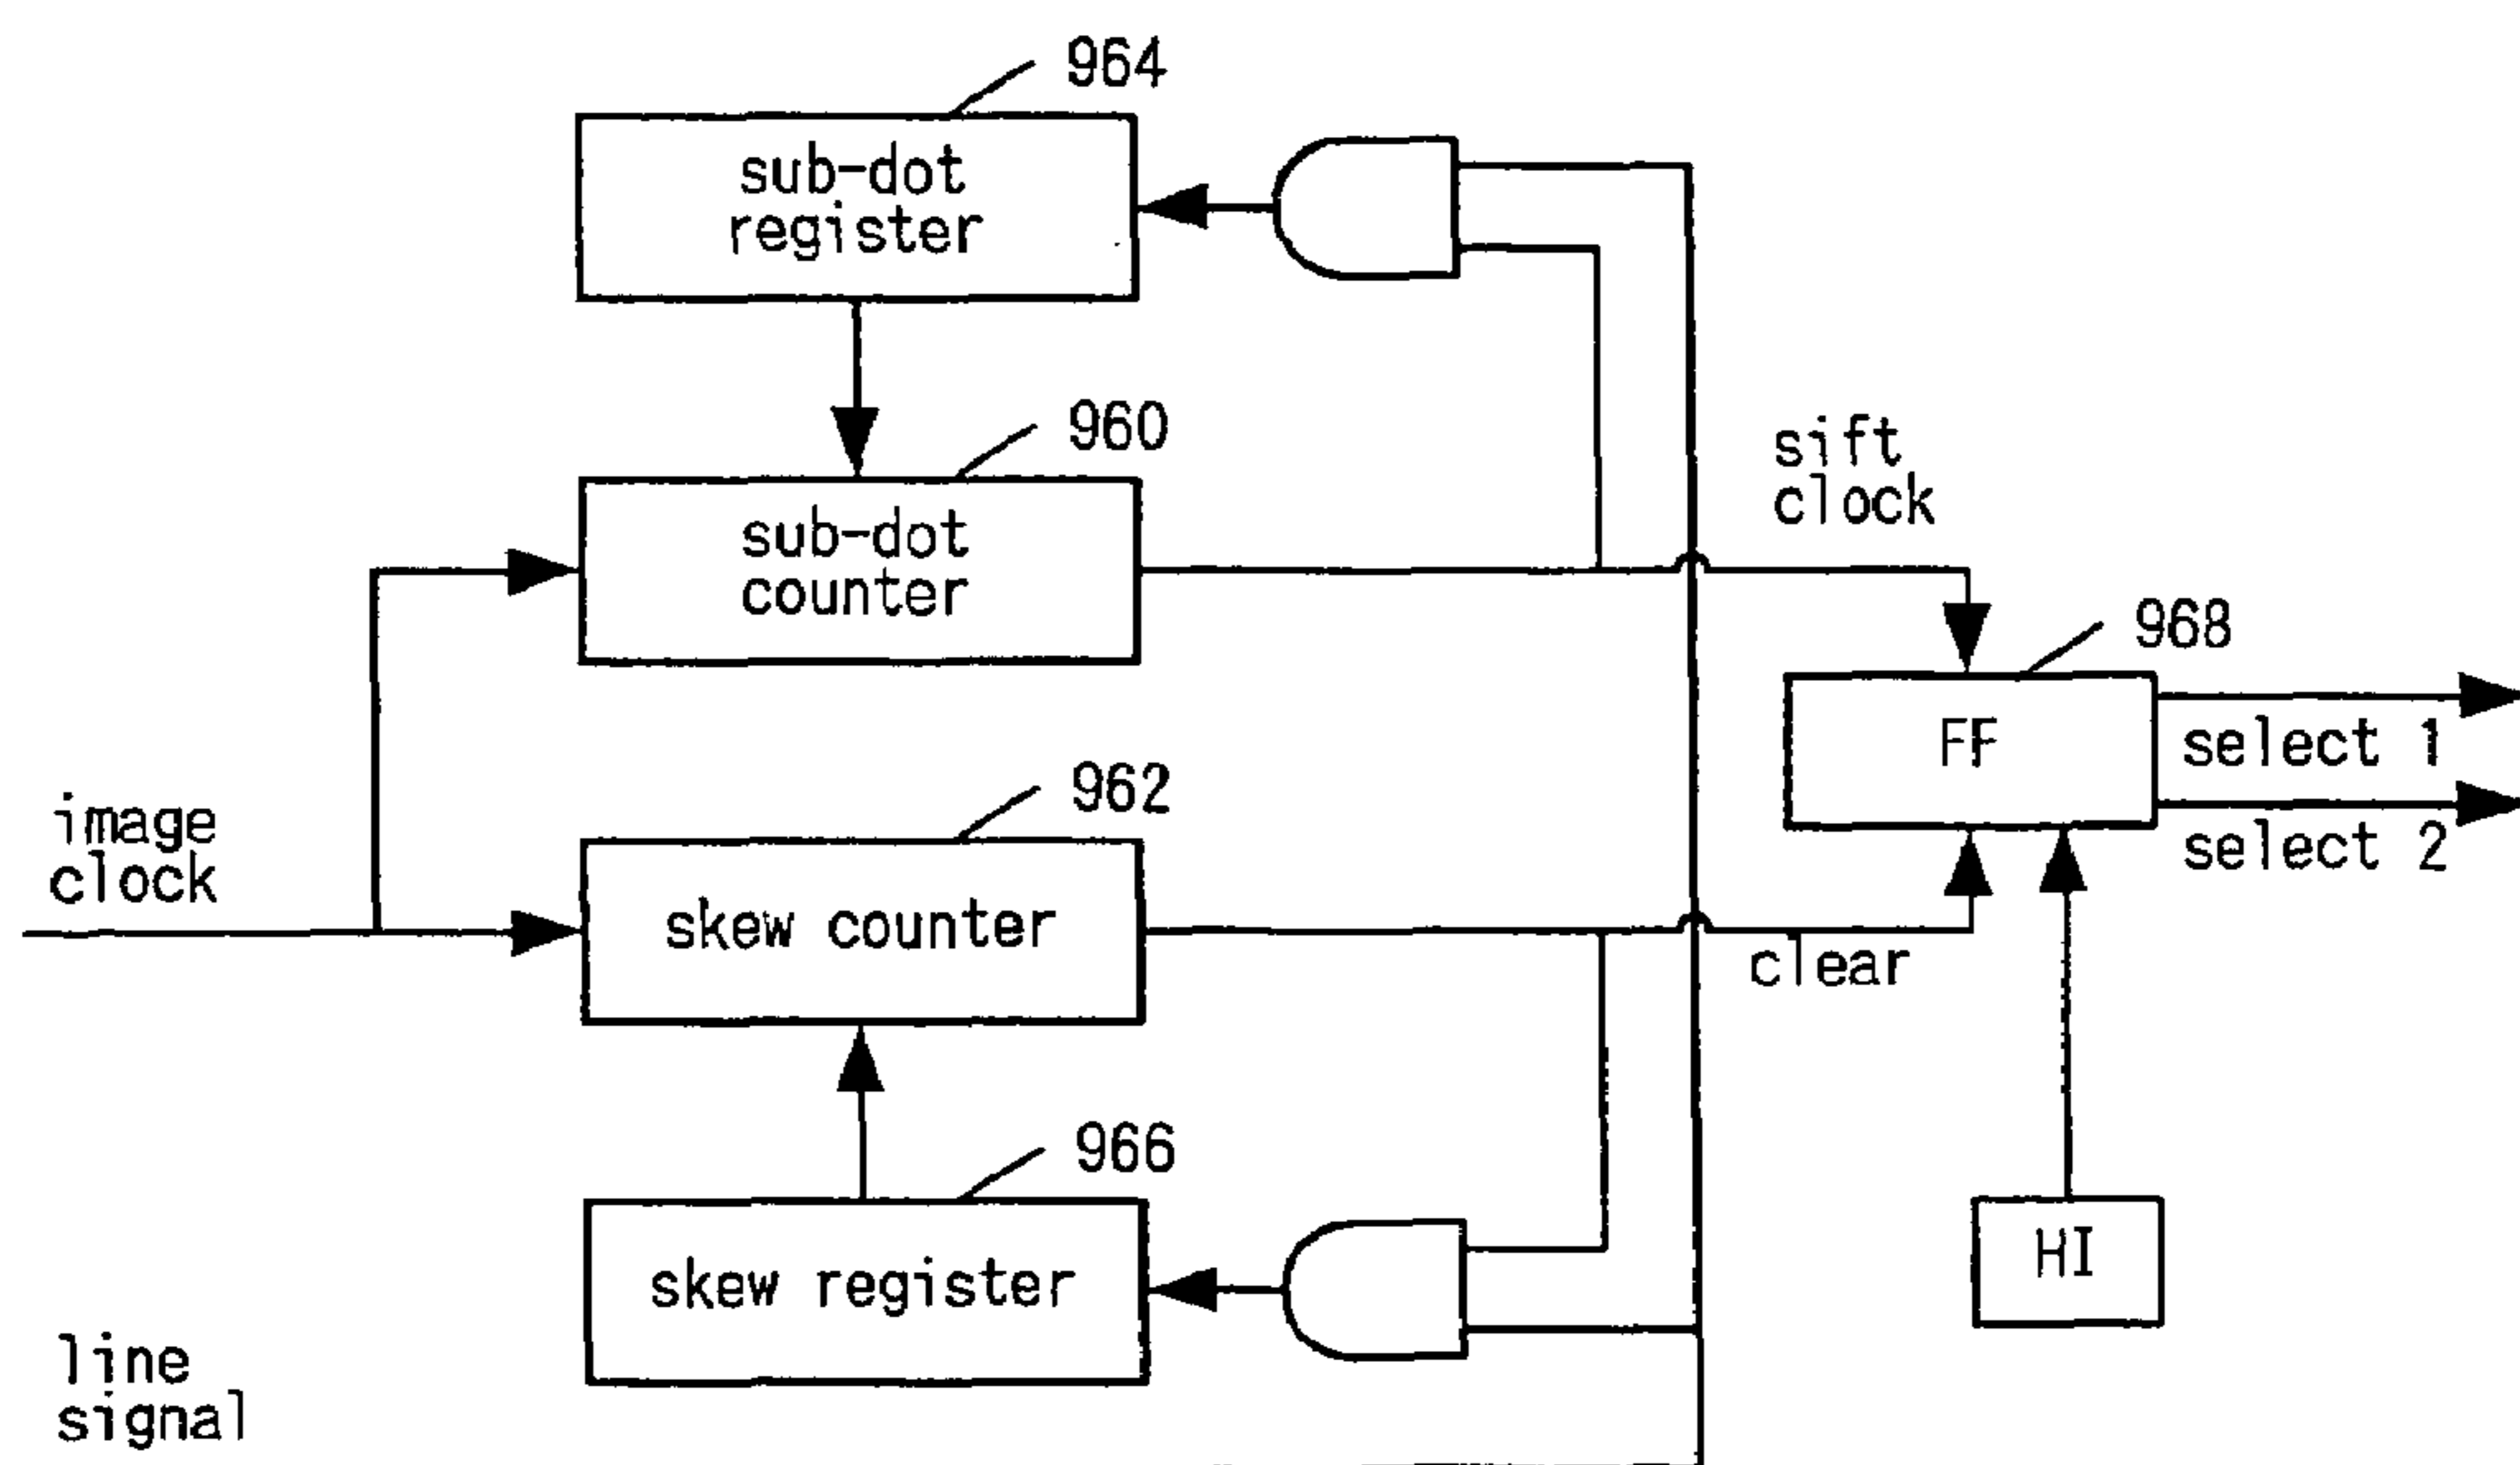 964
sub-dot
register
960
sub-dot
counter
sift
clock
968
FF
select 1
select 2
962
image
clock
skew counter
clear
966
skew register
HI
line
signal